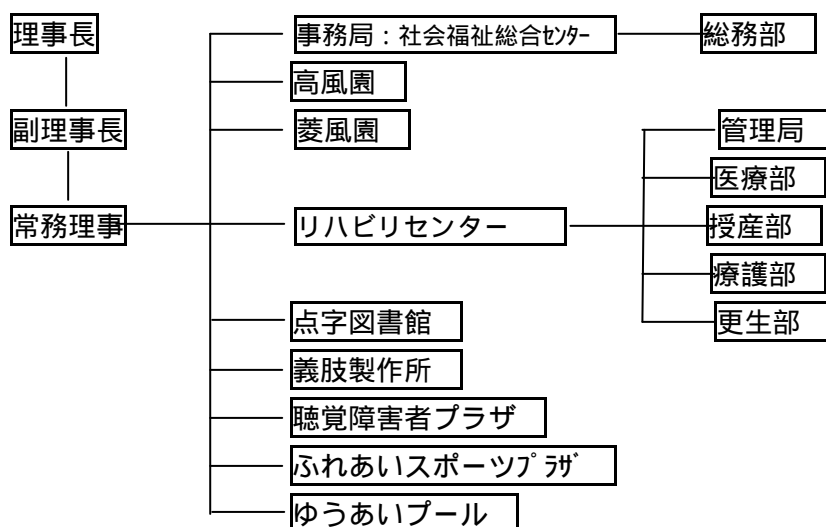 理事長
事務局：社会福祉総合ｾﾝﾀｰ
総務部
高風園
副理事長
菱風園
管理局
医療部
常務理事
リハビリセンター
授産部
療護部
点字図書館
更生部
義肢製作所
聴覚障害者プラザ
ふれあいスポーツﾌﾟﾗｻﾞ
ゆうあいプール